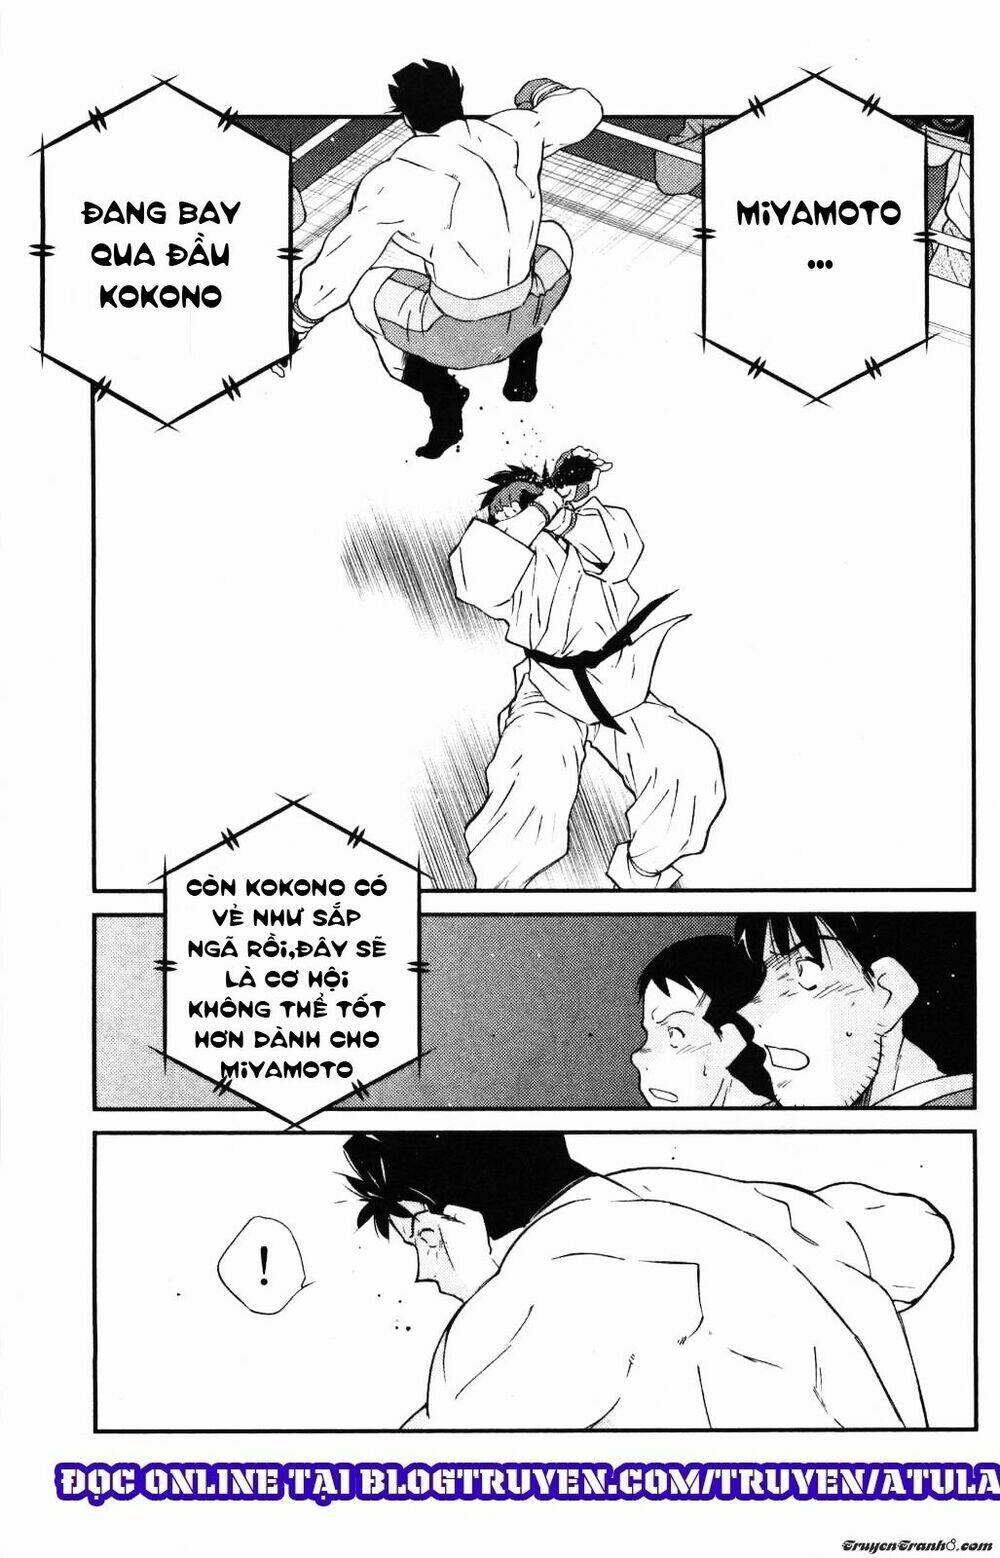 MIYAMOTO
...
ĐANG BAY
QUA ĐẦU
KOKONO
CÒN KOKONO CÓ
VẺ NHƯ SẮP
NGÃ RỒI,ĐÂY SẼ
LÀ CƠ HỘI
KHÔNG THỂ TỐT
HƠN DÀNH CHO
MIYAMOTO
!
ĐỌC ONLINE TẠI BLOGTRUYEN.COM/TRUYEN/ATULA
TruyenTranh8.com